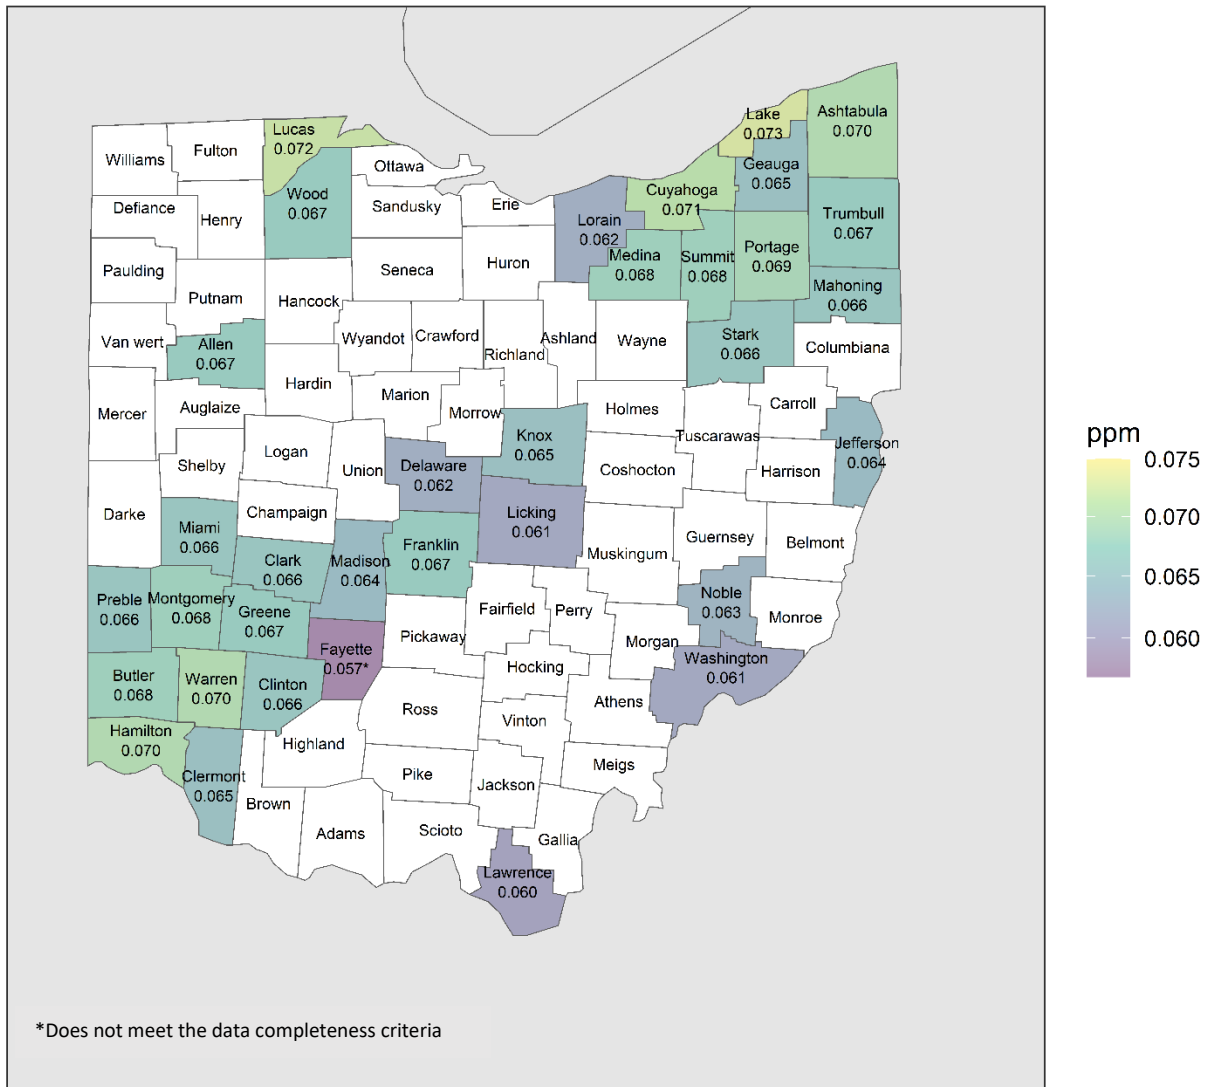 Lake
0.073
Ashtabula
0.070
Lucas
0.072
Williams
Fulton
Ottawa
Geauga
0.065
Wood
0.067
Defiance
Henry
Sandusky
Erie
Lorain
0.062
Cuyahoga
0.071
Trumbull
0.067
Paulding
Putnam
Hancock
Seneca
Huron
Medina
0.068
Summit
0.068
Portage
0.069
Mahoning
0.066
Van wert
Allen
0.067
Wyandot
Crawford
Richland
Ashland
Wayne
Stark
0.066
Columbiana
Mercer
Auglaize
Hardin
Marion
Morrow
Holmes
Carroll
Tuscarawas
Jefferson
0.064
Shelby
Logan
Union
Delaware
0.062
Knox
0.065
Coshocton
Harrison
Darke
Miami
0.066
Champaign
Licking
0.061
Muskingum
Guernsey
Belmont
Clark
0.066
Madison
0.064
Franklin
0.067
Preble
0.066
Montgomery
0.068
Greene
0.067
Fairfield
Perry
Noble
0.063
Monroe
Fayette
0.057*
Pickaway
Morgan
Hocking
Washington
0.061
Butler
0.068
Warren
0.070
Clinton
0.066
Ross
Athens
Vinton
Hamilton
0.070
Clermont
0.065
Highland
Pike
Jackson
Meigs
Brown
Adams
Scioto
Gallia
Lawrence
0.060
*Does not meet the data completeness criteria
ppm
0.075
0.070
0.065
0.060